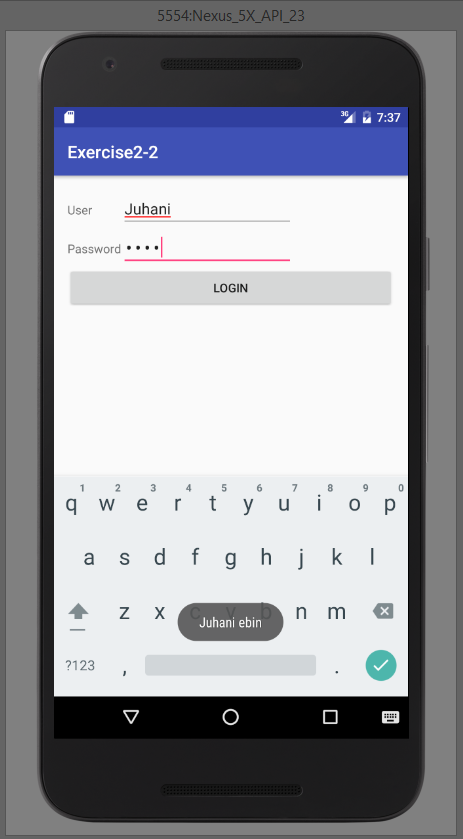 5554:Nexus_5X_API_23
3G 7:37
Exercise2-2
User Juhani
Password ••••
LOGIN
1 2 3 4 5 6 7 8 9 0
q w e r t y u i o p
a s d f g h j k l
z x c v b n m
Juhani ebin
?123 , .